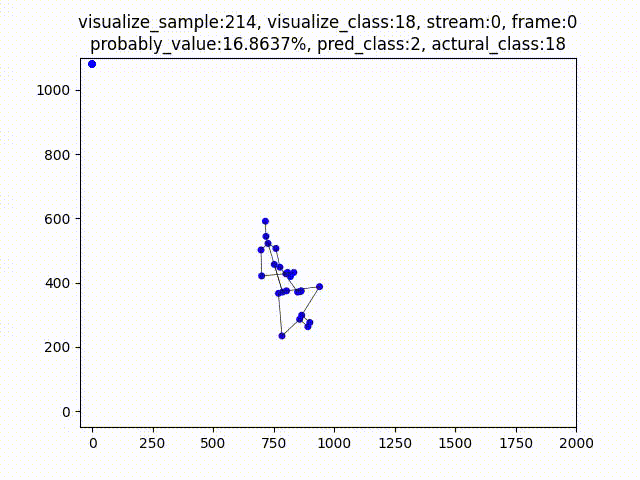 visualize_sample:214, visualize_class:18, stream:0, frame:0
probably_value:16.8637%, pred_class:2, actural_class:18
1000
800
600
400
200
0
0 250 500 750 1000 1250 1500 1750 2000